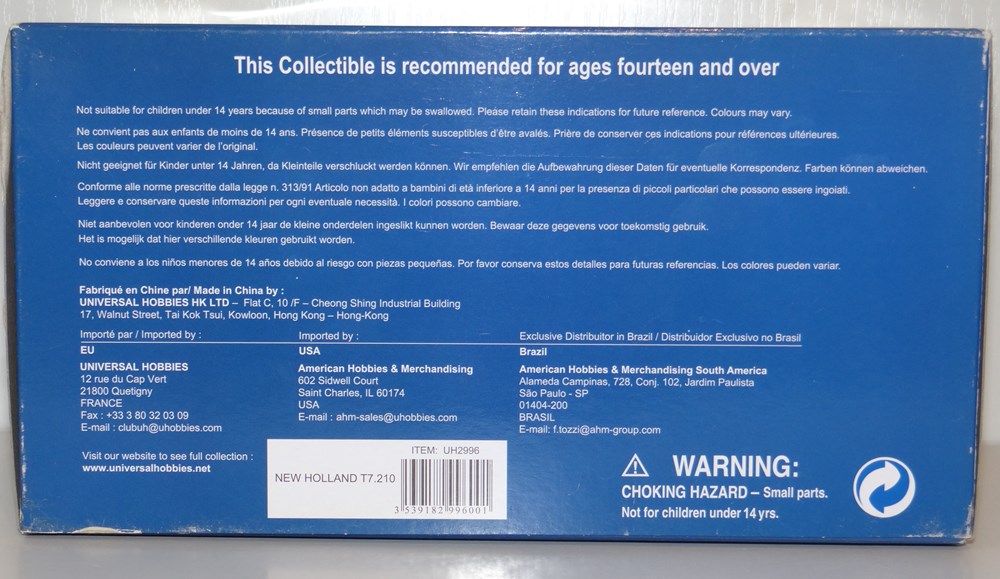 This Collectible is recommended for ages fourteen and over
Not suitable for children under 14 years because of small parts which may be swallowed. Please retain these indications for future reference. Colours may vary.
Ne convient pas aux enfants de moins de 14 ans. Présence de petits éléments susceptibles d'être avalés. Prière de conserver ces indications pour références ultérieures.
Les couleurs peuvent varier de l'original.
Nicht geeignet für Kinder unter 14 Jahren, da Kleinteile verschluckt werden können. Wir empfehlen die Aufbewahrung dieser Daten für eventuelle Korrespondenz. Farben können abweichen.
Conforme alle norme prescritte dalla legge n. 313/91 Articolo non adatto a bambini di età inferiore a 14 anni per la presenza di piccoli particolari che possono essere ingoiati.
Leggere e conservare queste informazioni per ogni eventuale necessità. I colori possono cambiare.
Niet aanbevolen voor kinderen onder 14 jaar de kleine onderdelen ingeslikt kunnen worden. Bewaar deze gegevens voor toekomstig gebruik.
Het is mogelijk dat hier verschillende kleuren gebruikt worden.
No conviene a los niños menores de 14 años debido al riesgo con piezas pequeñas. Por favor conserva estos detalles para futuras referencias. Los colores pueden variar.
Fabriqué en Chine par/ Made in China by :
UNIVERSAL HOBBIES HK LTD – Flat C, 10 /F – Cheong Shing Industrial Building
17, Walnut Street, Tai Kok Tsui, Kowloon, Hong Kong – Hong-Kong
Importé par / Imported by :
EU
UNIVERSAL HOBBIES
12 rue du Cap Vert
21800 Quetigny
FRANCE
Fax : +33 3 80 32 03 09
E-mail : clubuh@uhobbies.com
Imported by :
USA
American Hobbies & Merchandising
602 Sidwell Court
Saint Charles, IL 60174
USA
E-mail : ahm-sales@uhobbies.com
Exclusive Distributor in Brazil / Distribuidor Exclusivo no Brasil
Brazil
American Hobbies & Merchandising South America
Alameda Campinas, 728, Conj. 102, Jardim Paulista
São Paulo - SP
01404-200
BRASIL
E-mail: f.tozzi@ahm-group.com
Visit our website to see full collection :
www.universalhobbies.net
ITEM: UH2996
NEW HOLLAND T7.210
3 539182 996001
WARNING:
CHOKING HAZARD – Small parts.
Not for children under 14 yrs.